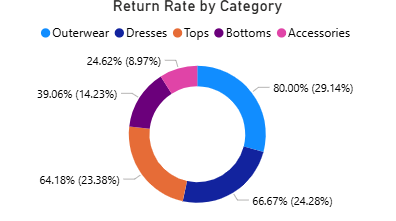 Return Rate by Category
Outerwear Dresses Tops Bottoms Accessories
24.62% (8.97%)
80.00% (29.14%)
39.06% (14.23%)
64.18% (23.38%)
66.67% (24.28%)